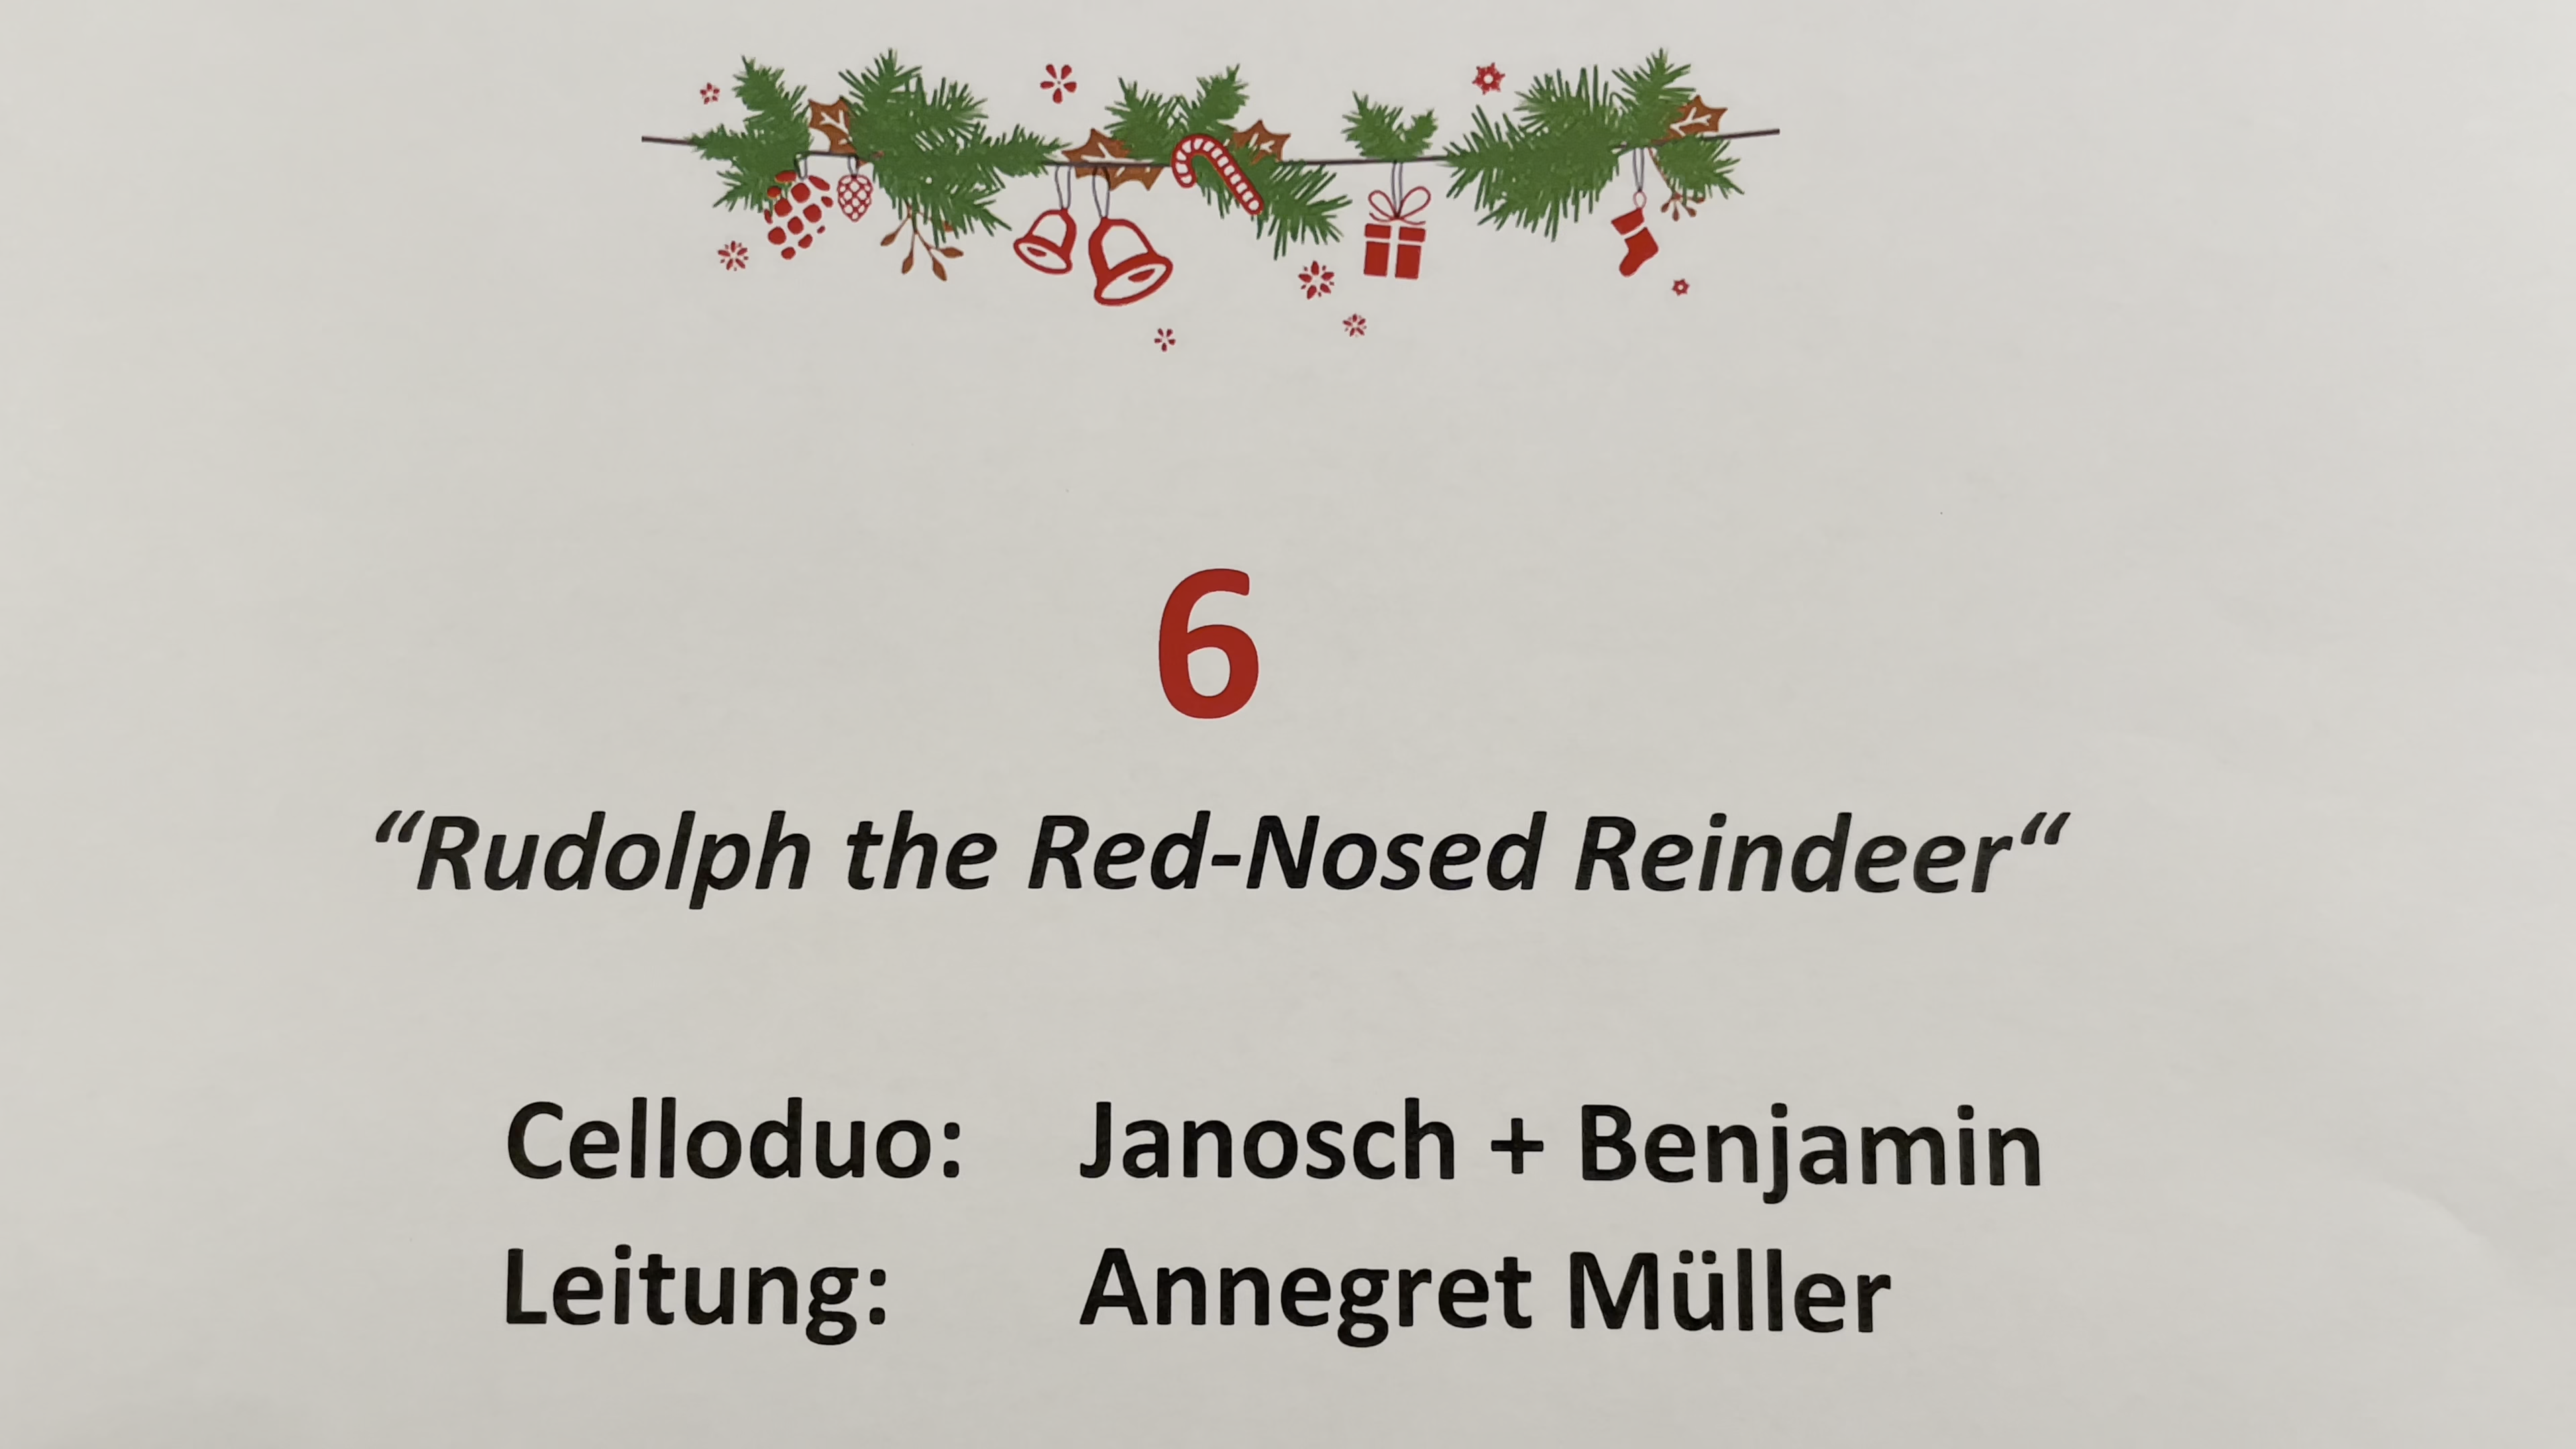 6
“Rudolph the Red-Nosed Reindeer“
Celloduo: Janosch + Benjamin
Leitung: Annegret Müller